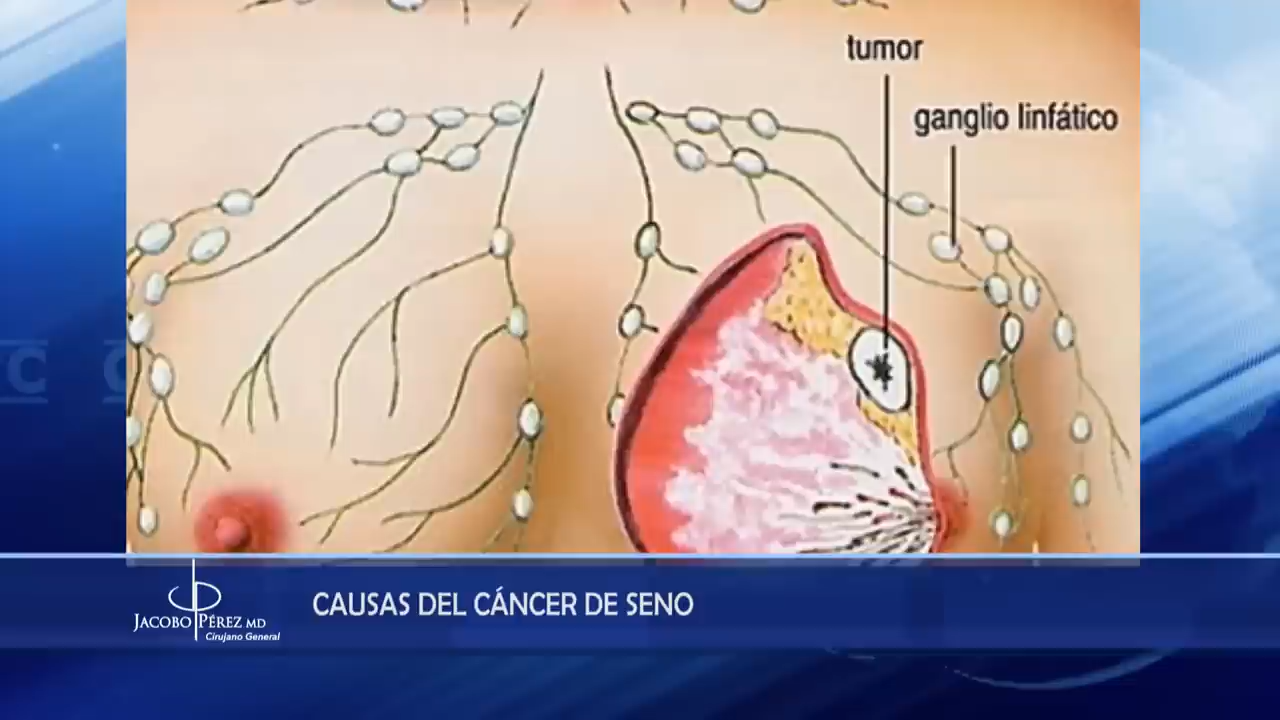 tumor
ganglio linfático
C C
CAUSAS DEL CÁNCER DE SENO
JACOBO PÉREZ MD
Cirujano General